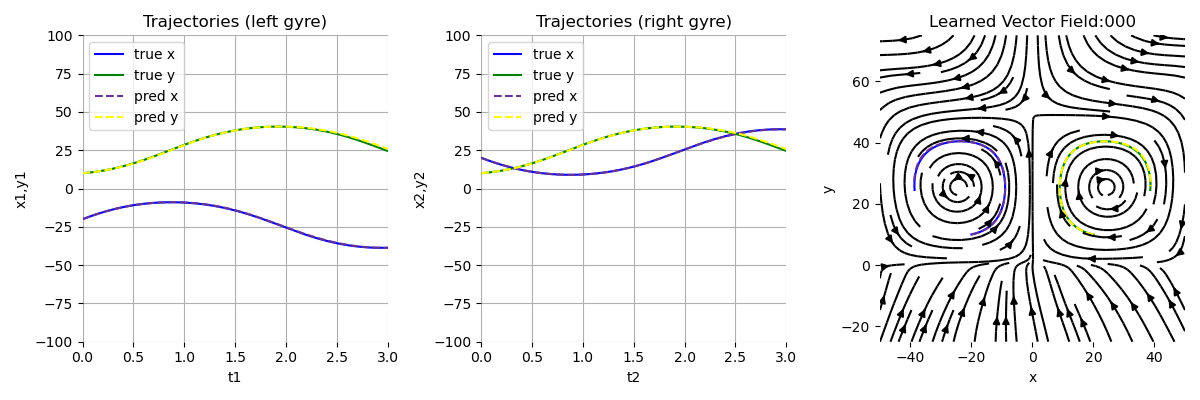 Trajectories (left gyre)
100
75
50
25
0
−25
−50
−75
−100
x1,y1
true x
true y
pred x
pred y
0.0 0.5 1.0 1.5 2.0 2.5 3.0
t1
Trajectories (right gyre)
100
75
50
25
0
−25
−50
−75
−100
x2,y2
true x
true y
pred x
pred y
0.0 0.5 1.0 1.5 2.0 2.5 3.0
t2
Learned Vector Field:000
60
40
20
0
−20
y
−40 −20 0 20 40
x